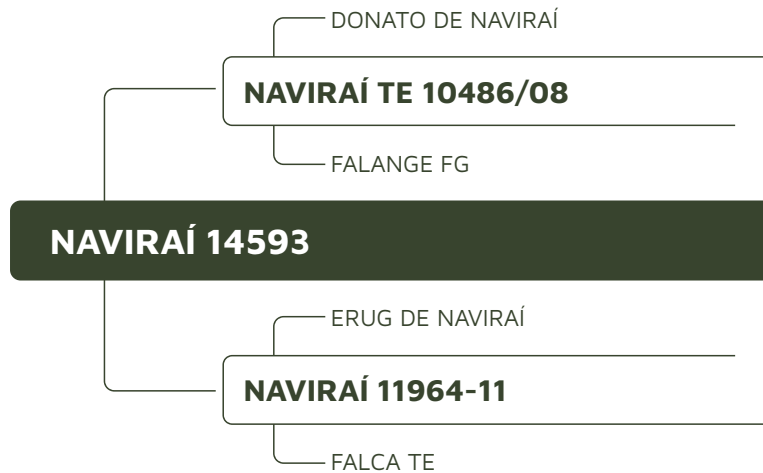 DONATO DE NAVIRAÍ
NAVIRAÍ TE 10486/08
FALANGE FG
NAVIRAÍ 14593
ERUG DE NAVIRAÍ
NAVIRAÍ 11964-11
FALCA TE